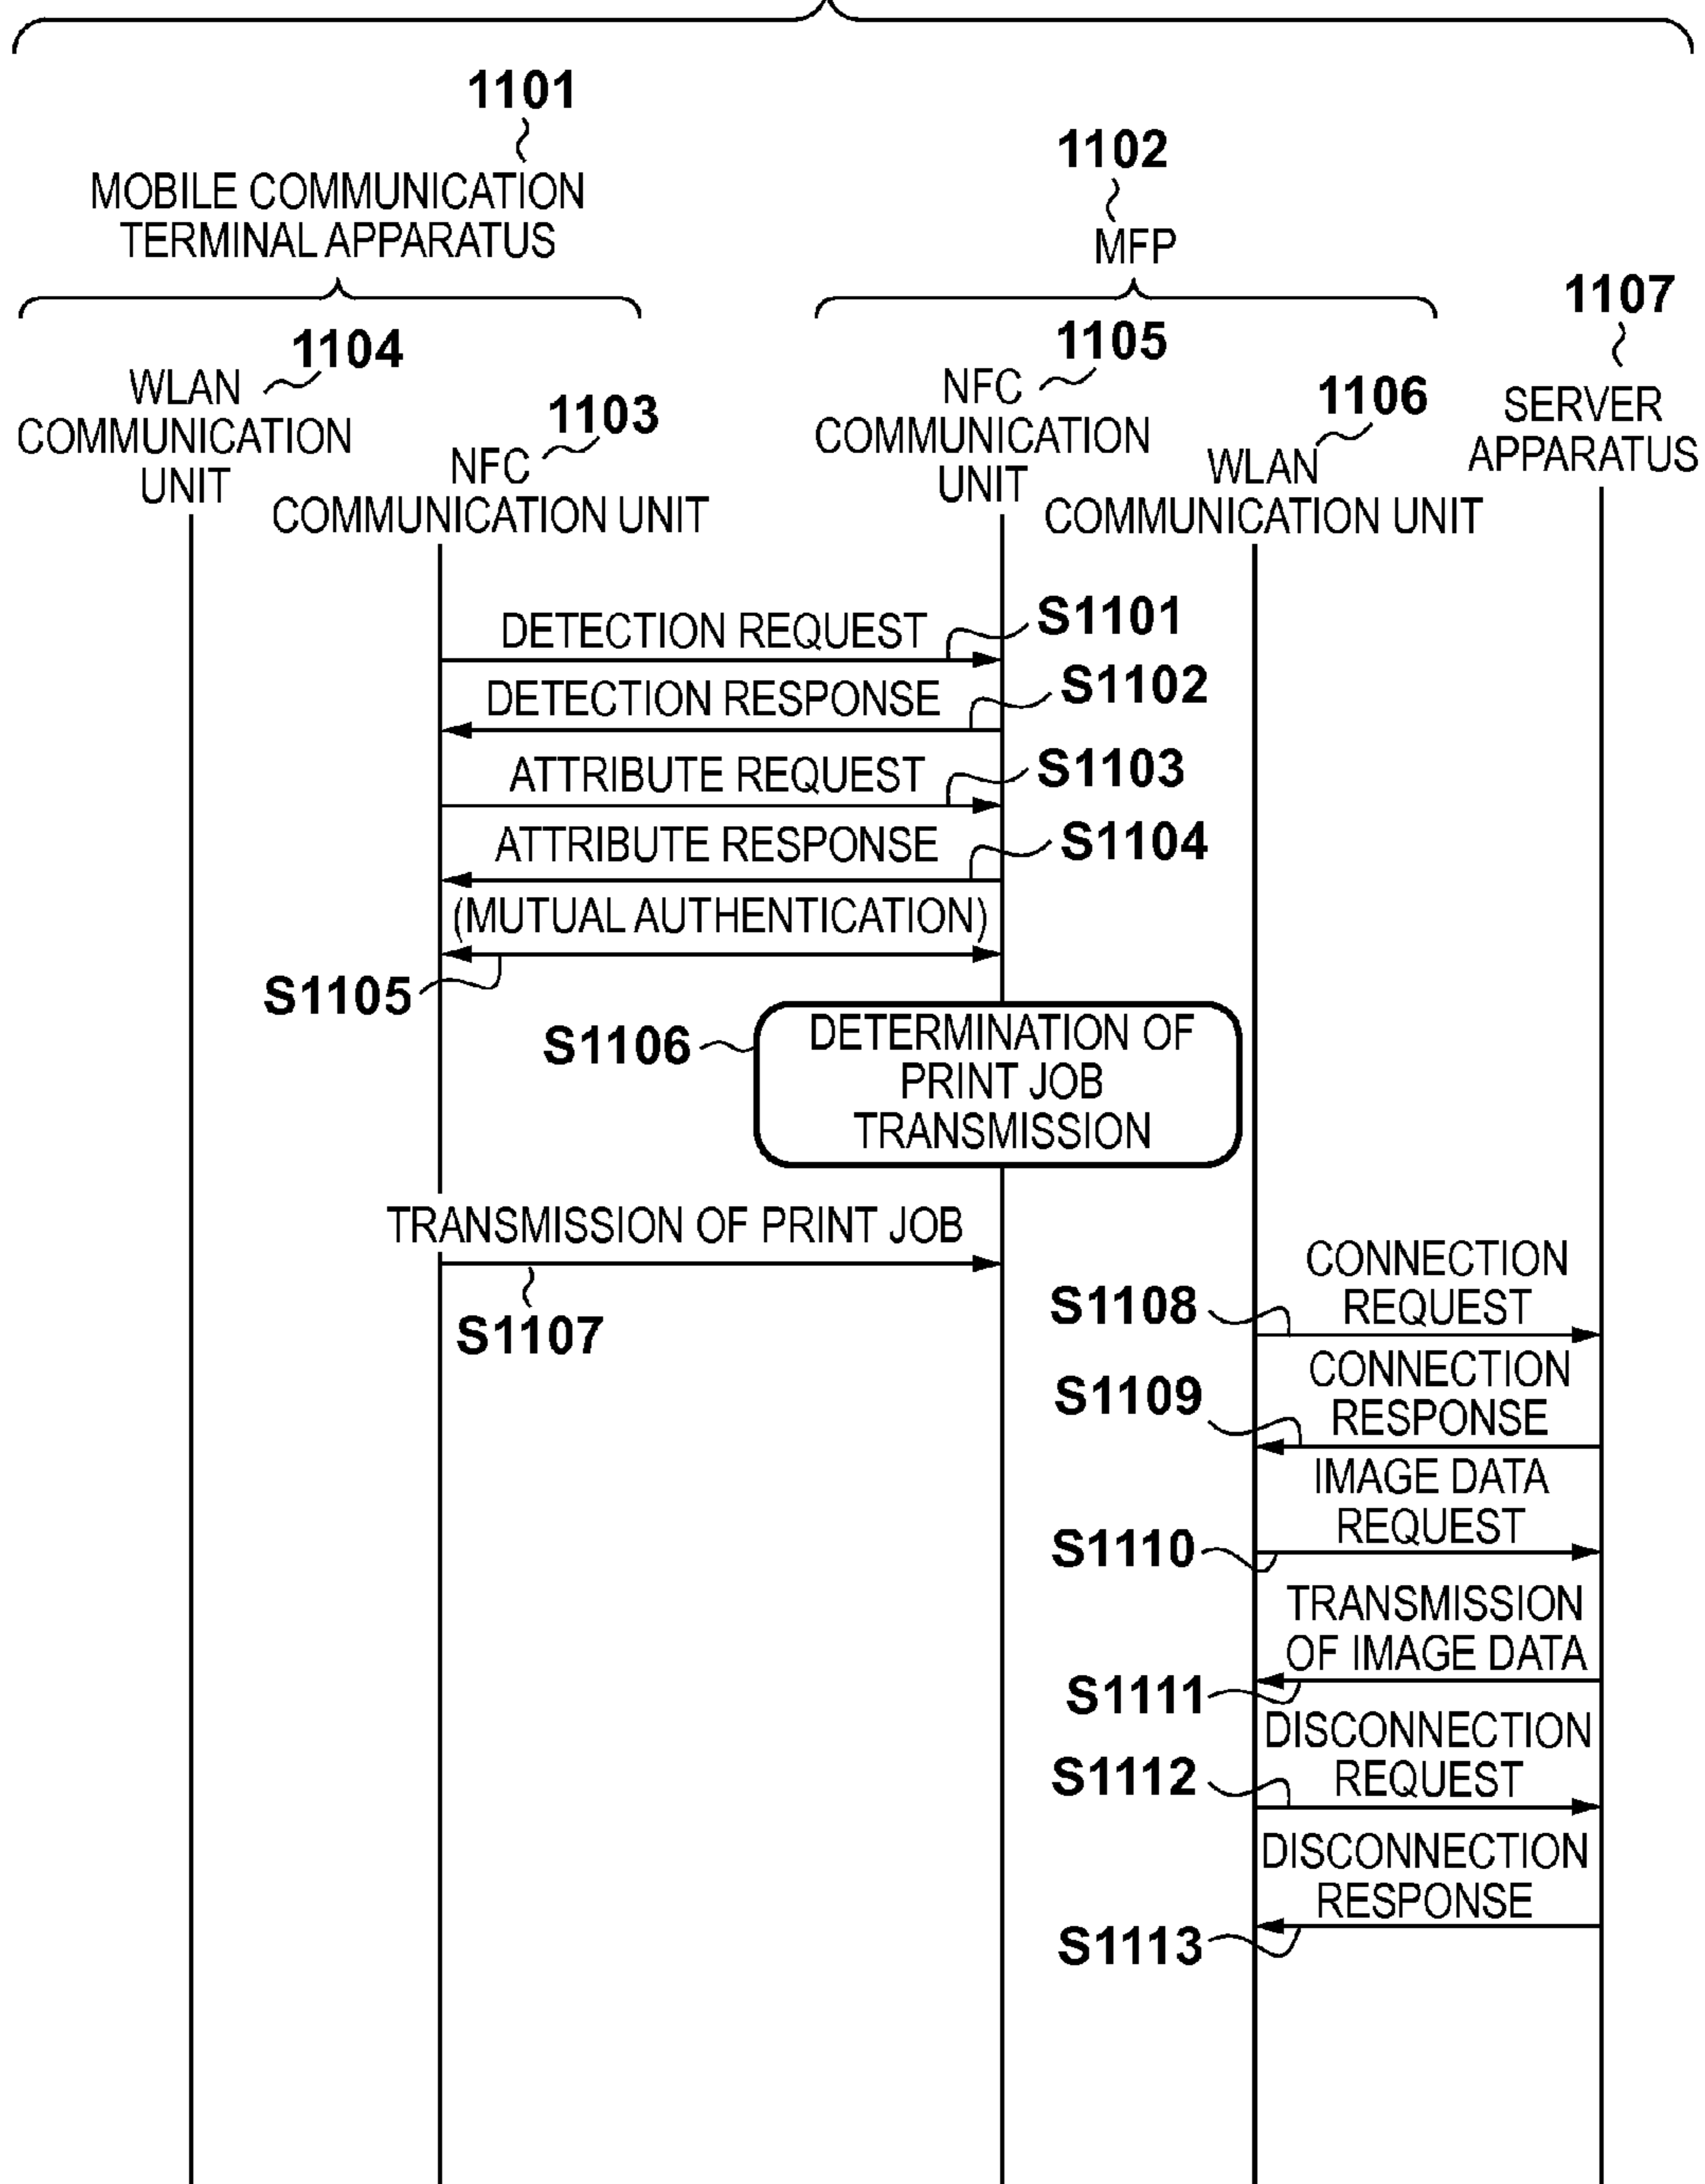 1101
MOBILE COMMUNICATION
TERMINAL APPARATUS
1102
MFP
1107
SERVER
APPARATUS
1104
WLAN
COMMUNICATION
UNIT
1103
NFC
COMMUNICATION UNIT
1105
NFC
COMMUNICATION
UNIT
1106
WLAN
COMMUNICATION UNIT
DETECTION REQUEST
S1101
DETECTION RESPONSE
S1102
ATTRIBUTE REQUEST
S1103
ATTRIBUTE RESPONSE
S1104
(MUTUAL AUTHENTICATION)
S1105
S1106
DETERMINATION OF
PRINT JOB
TRANSMISSION
TRANSMISSION OF PRINT JOB
S1107
CONNECTION
REQUEST
S1108
CONNECTION
RESPONSE
S1109
IMAGE DATA
REQUEST
S1110
TRANSMISSION
OF IMAGE DATA
S1111
DISCONNECTION
REQUEST
S1112
DISCONNECTION
RESPONSE
S1113